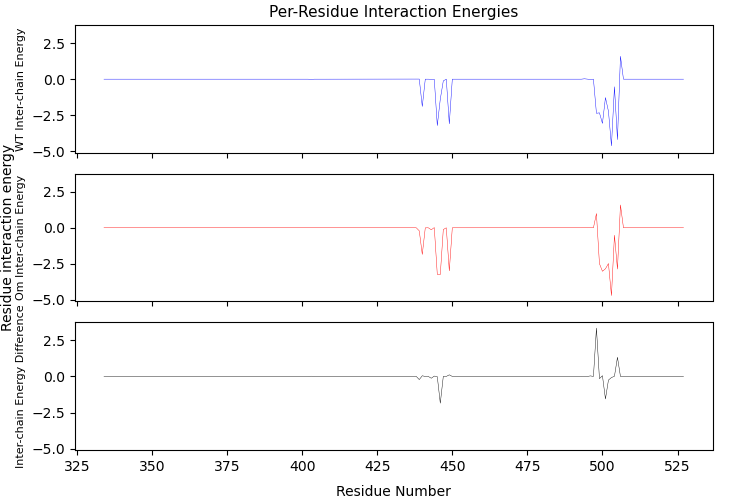 Per-Residue Interaction Energies
WT Inter-chain Energy
2.5
0.0
−2.5
−5.0
Residue interaction energy
Om Inter-chain Energy
2.5
0.0
−2.5
−5.0
Inter-chain Energy Difference
2.5
0.0
−2.5
−5.0
325 350 375 400 425 450 475 500 525
Residue Number